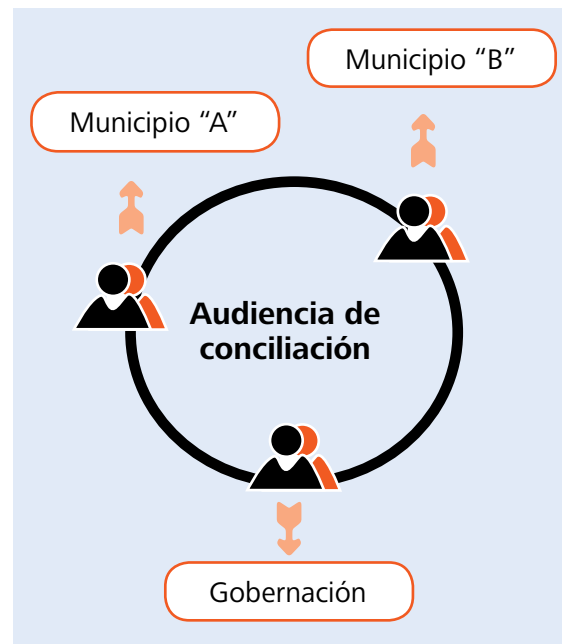 Municipio “B”
Municipio “A”
Audiencia de
conciliación
Gobernación